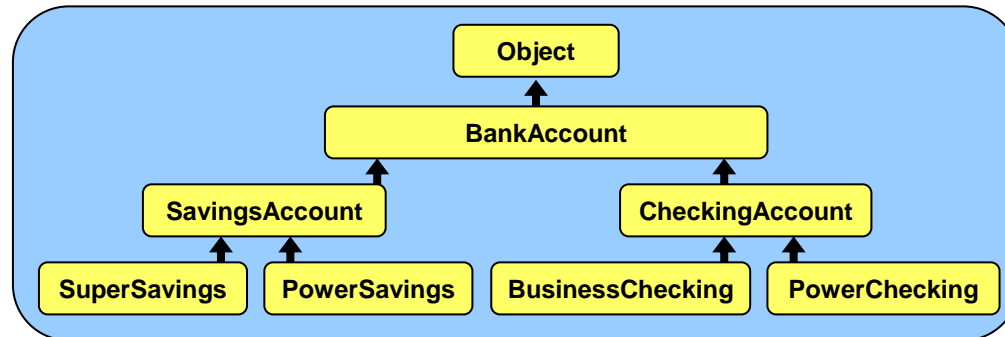 Object
BankAccount
SavingsAccount CheckingAccount
SuperSavings PowerSavings BusinessChecking PowerChecking